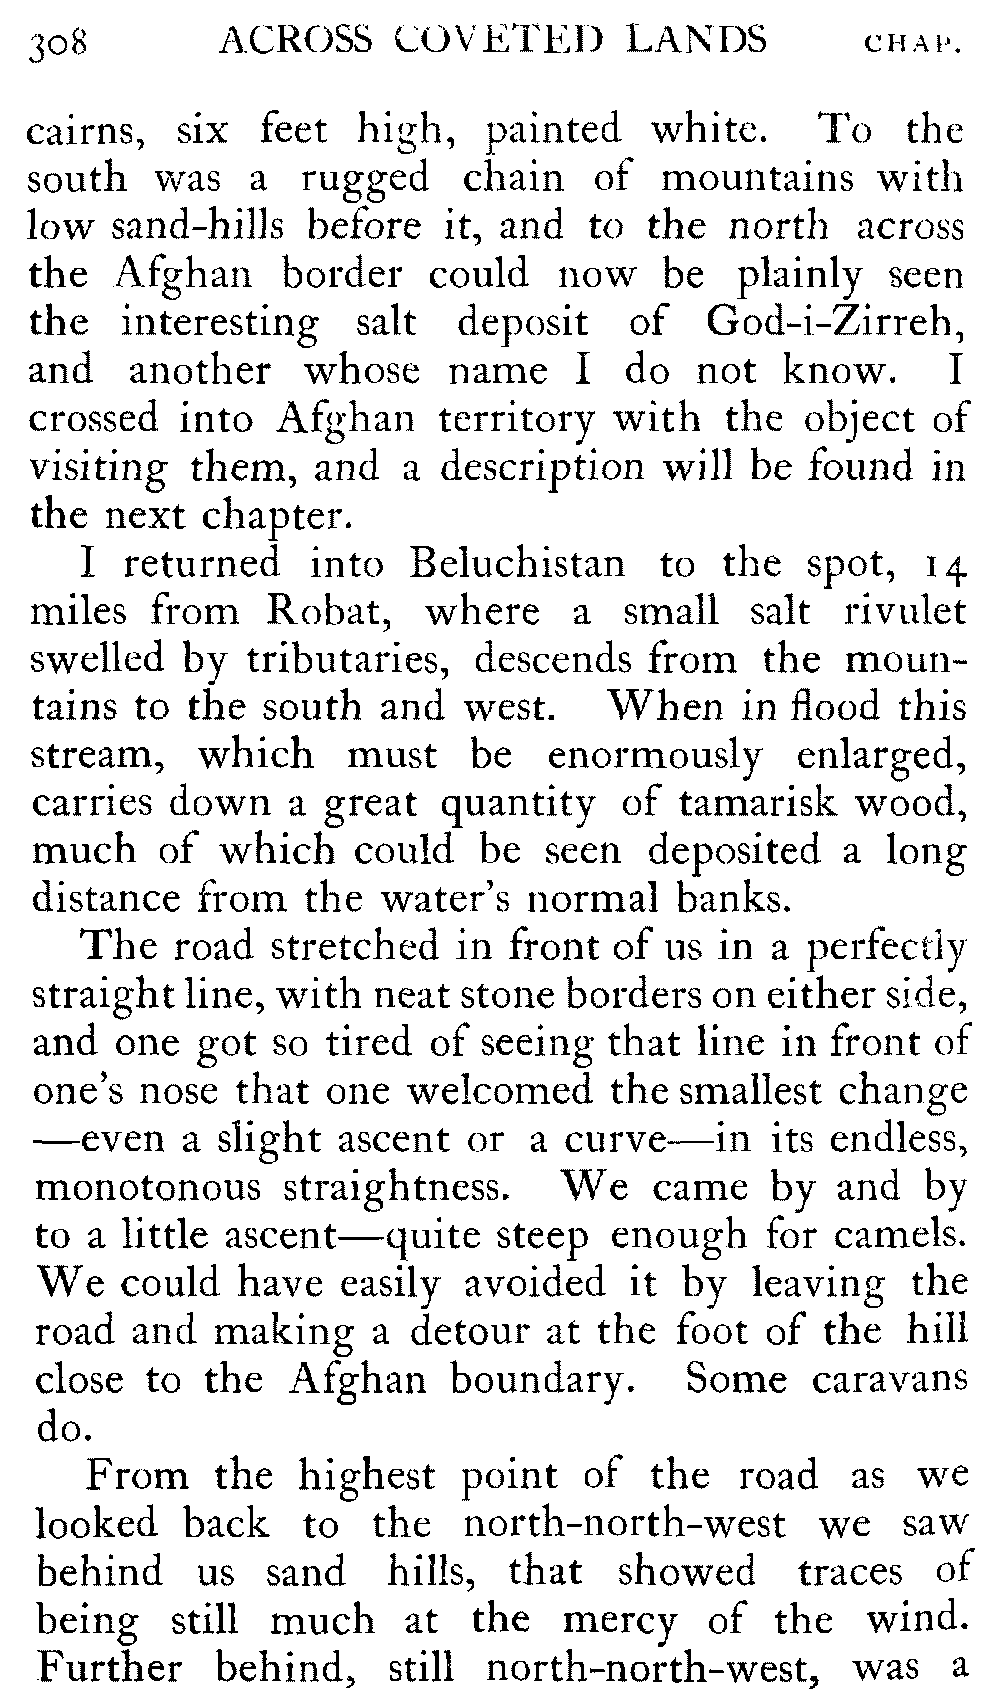 308 ACROSS COVETED LANDS CHAP.
cairns, six feet high, painted white. To the
south was a rugged chain of mountains with
low sand-hills before it, and to the north across
the Afghan border could now be plainly seen
the interesting salt deposit of God-i-Zirreh,
and another whose name I do not know. I
crossed into Afghan territory with the object of
visiting them, and a description will be found in
the next chapter.
I returned into Beluchistan to the spot, 14
miles from Robat, where a small salt rivulet
swelled by tributaries, descends from the moun-
tains to the south and west. When in flood this
stream, which must be enormously enlarged,
carries down a great quantity of tamarisk wood,
much of which could be seen deposited a long
distance from the water's normal banks.
The road stretched in front of us in a perfectly
straight line, with neat stone borders on either side,
and one got so tired of seeing that line in front of
one's nose that one welcomed the smallest change
—even a slight ascent or a curve—in its endless,
monotonous straightness. We came by and by
to a little ascent—quite steep enough for camels.
We could have easily avoided it by leaving the
road and making a detour at the foot of the hill
close to the Afghan boundary. Some caravans
do.
From the highest point of the road as we
looked back to the north-north-west we saw
behind us sand hills, that showed traces of
being still much at the mercy of the wind.
Further behind, still north-north-west, was a